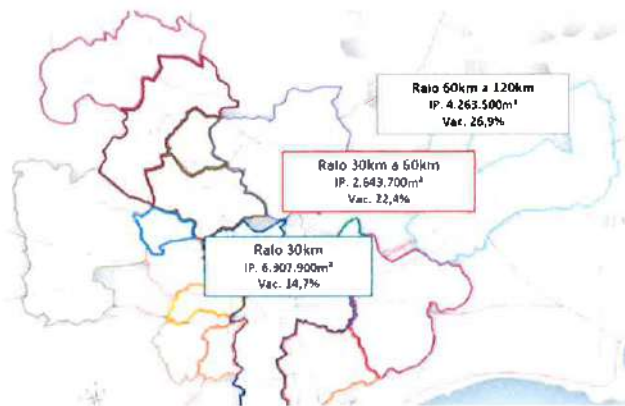 Raio 60km a 120km
IP. 4.263.500m²
Vac. 26,9%
Raio 30km a 60km
IP. 2.643.700m²
Vac. 22,4%
Raio 30km
IP. 6.307.900m²
Vac. 14,7%